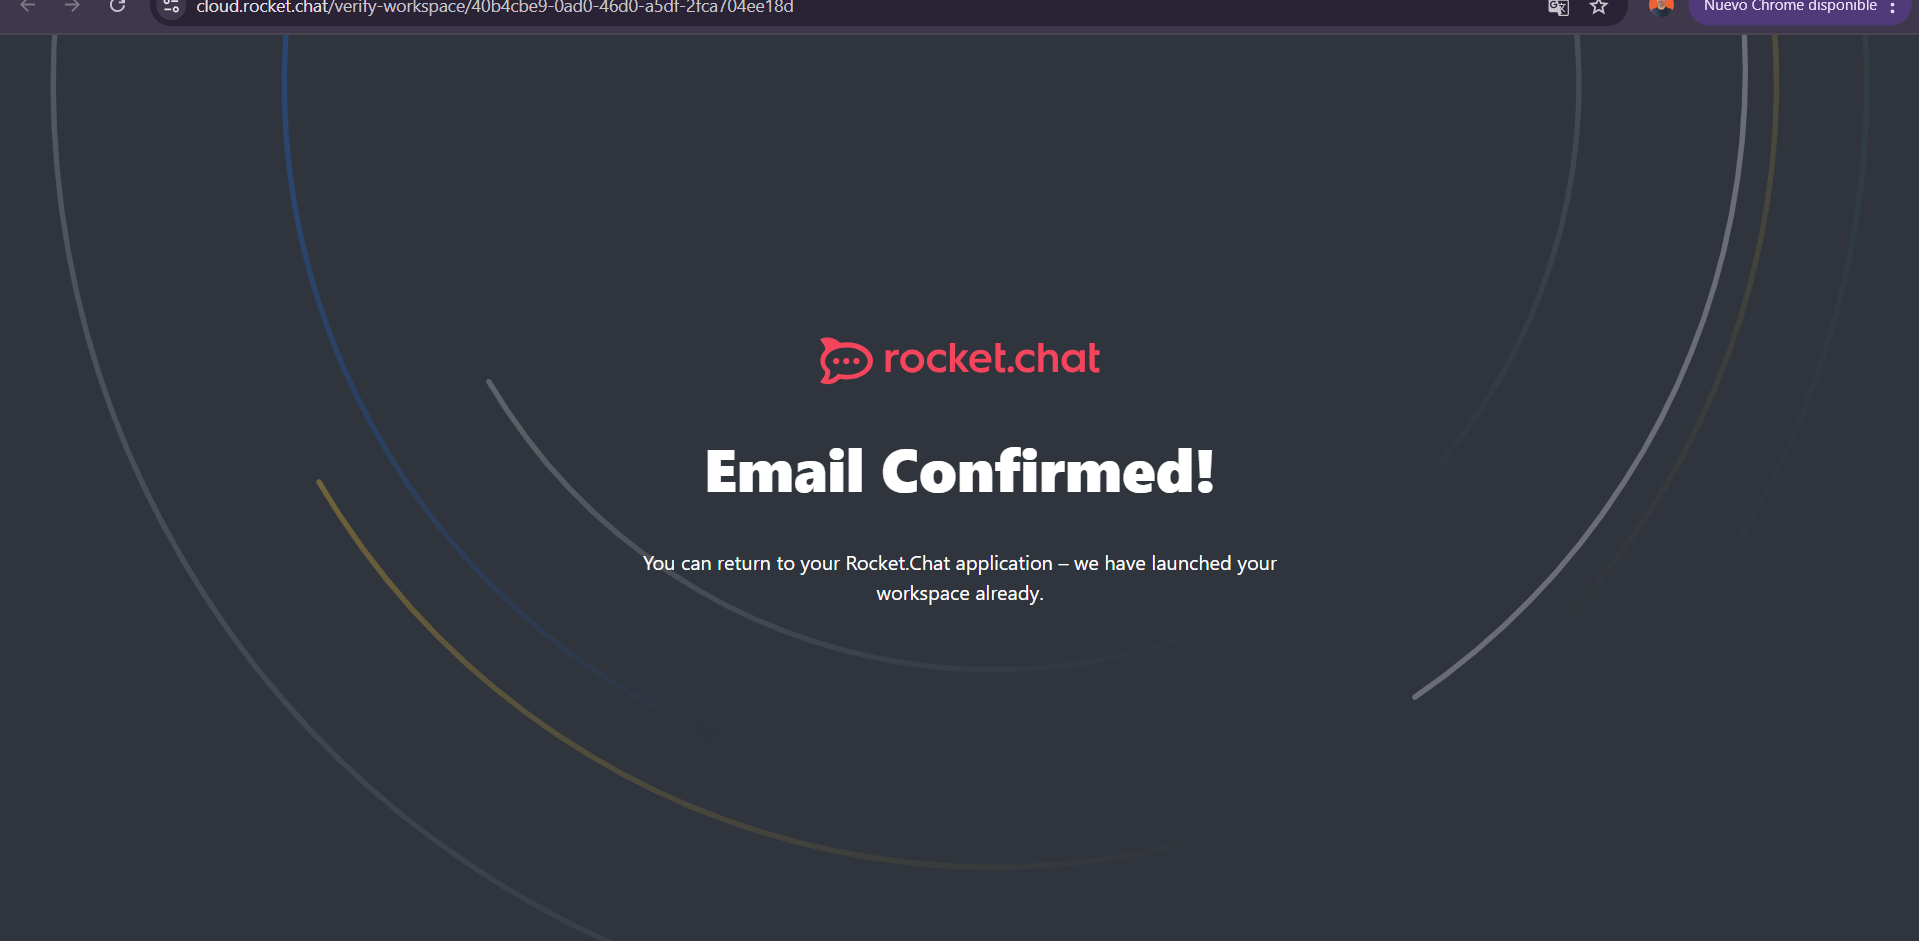 cloud.rocket.chat/verify-workspace/40b4cbe9-0ad0-46d0-a5df-2fca704ee18d
Nuevo Chrome disponible
rocket.chat
Email Confirmed!
You can return to your Rocket.Chat application – we have launched your
workspace already.